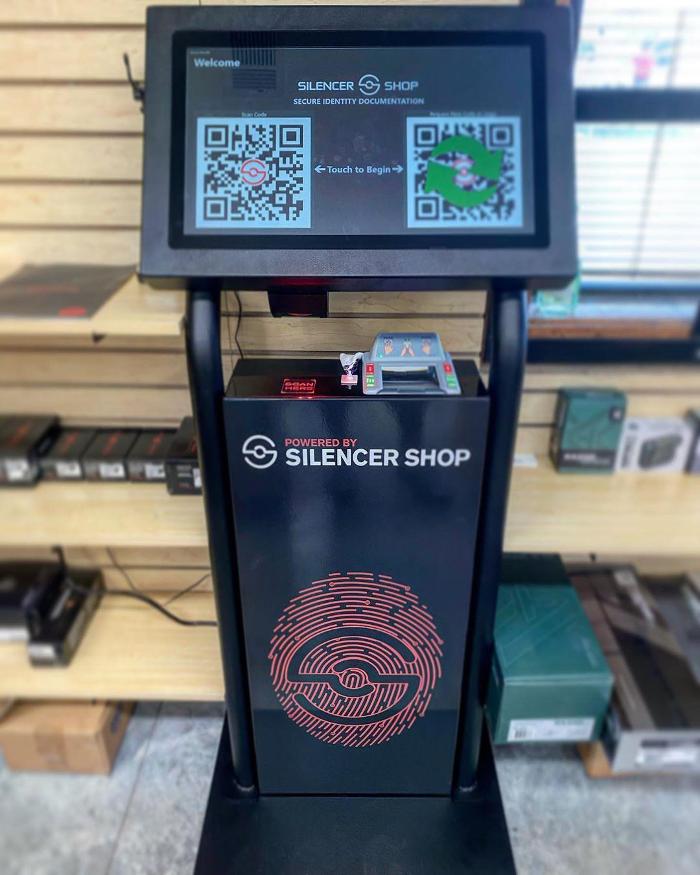 Welcome
SILENCER SHOP
SECURE IDENTITY DOCUMENTATION
Scan Code
←Touch to Begin→
SCAN
HERE
POWERED BY
SILENCER SHOP